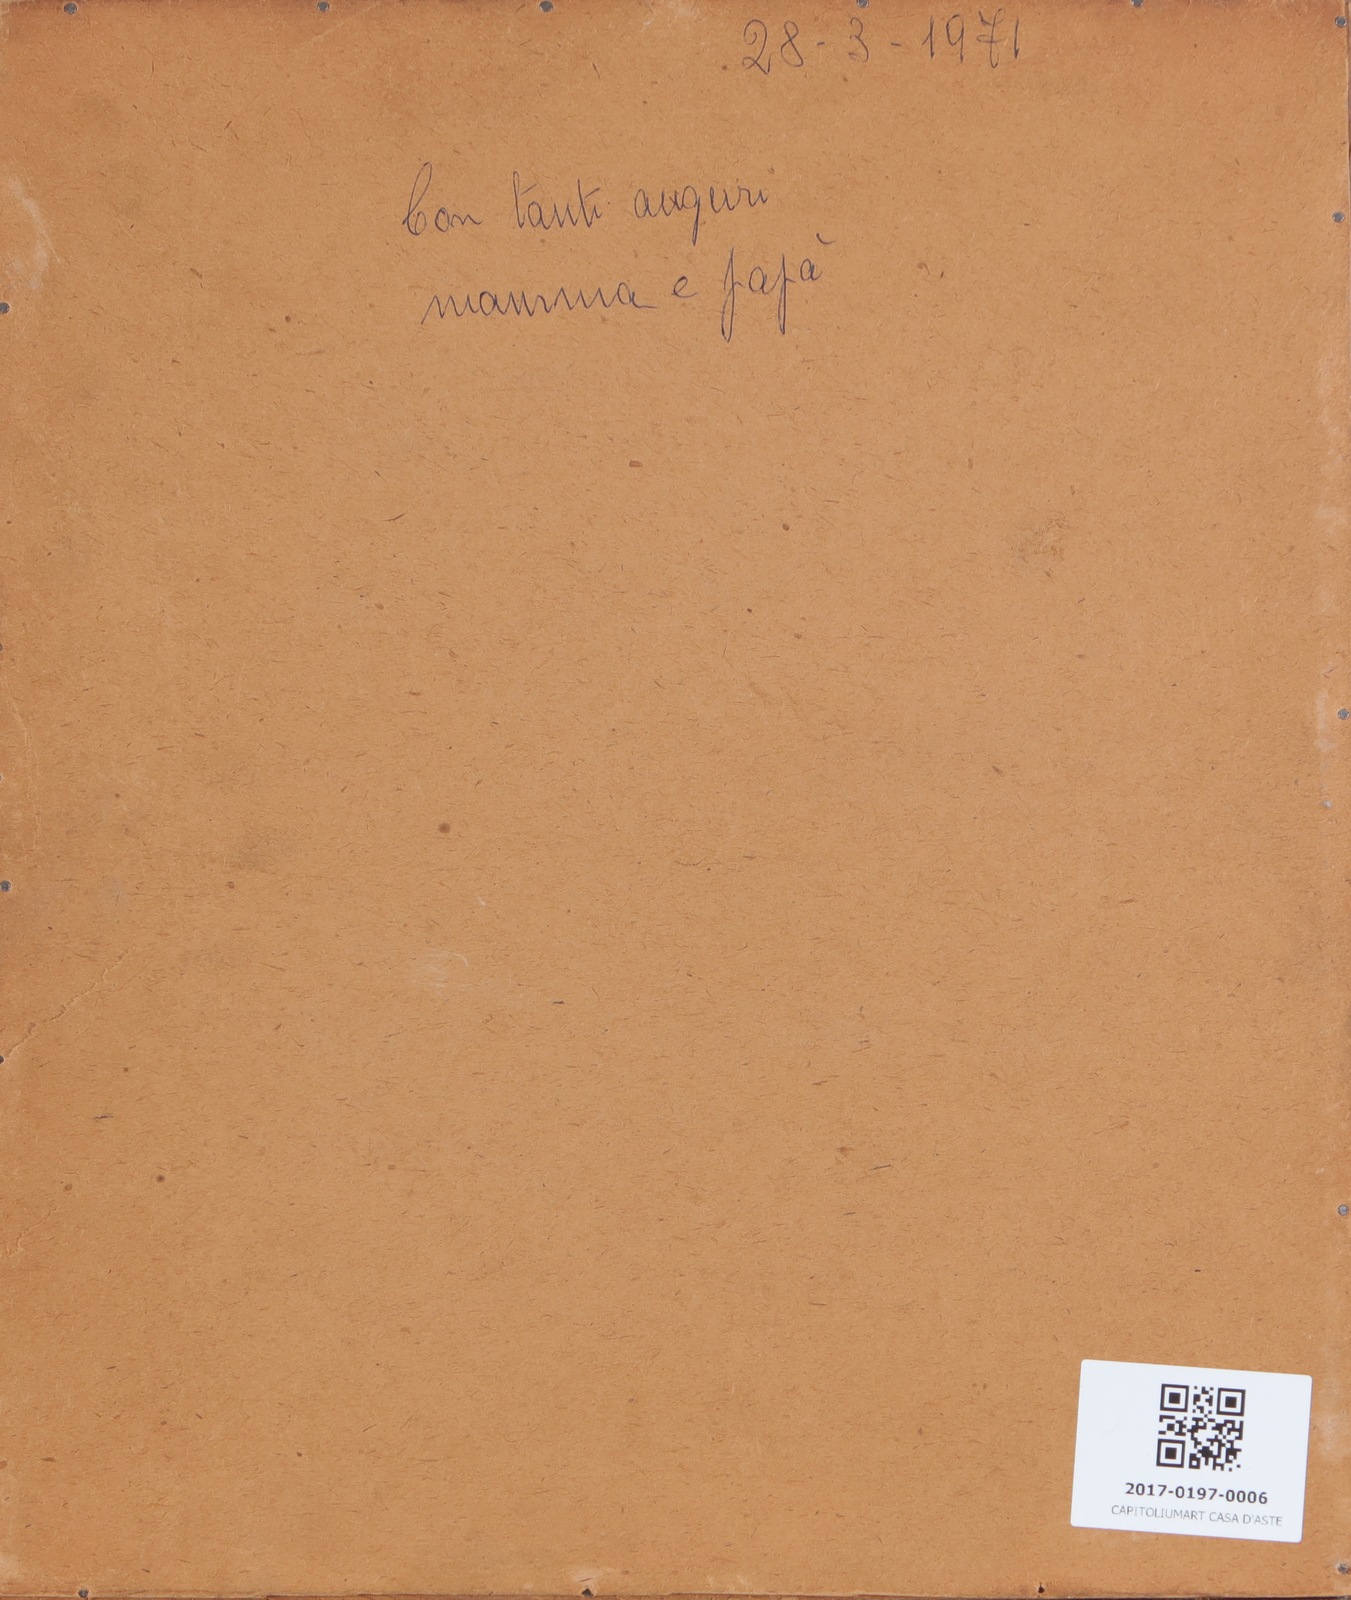 28-3-1971
Con tanti auguri
mamma e papà
2017-0197-0006
CAPITOLIUMART CASA D'ASTE